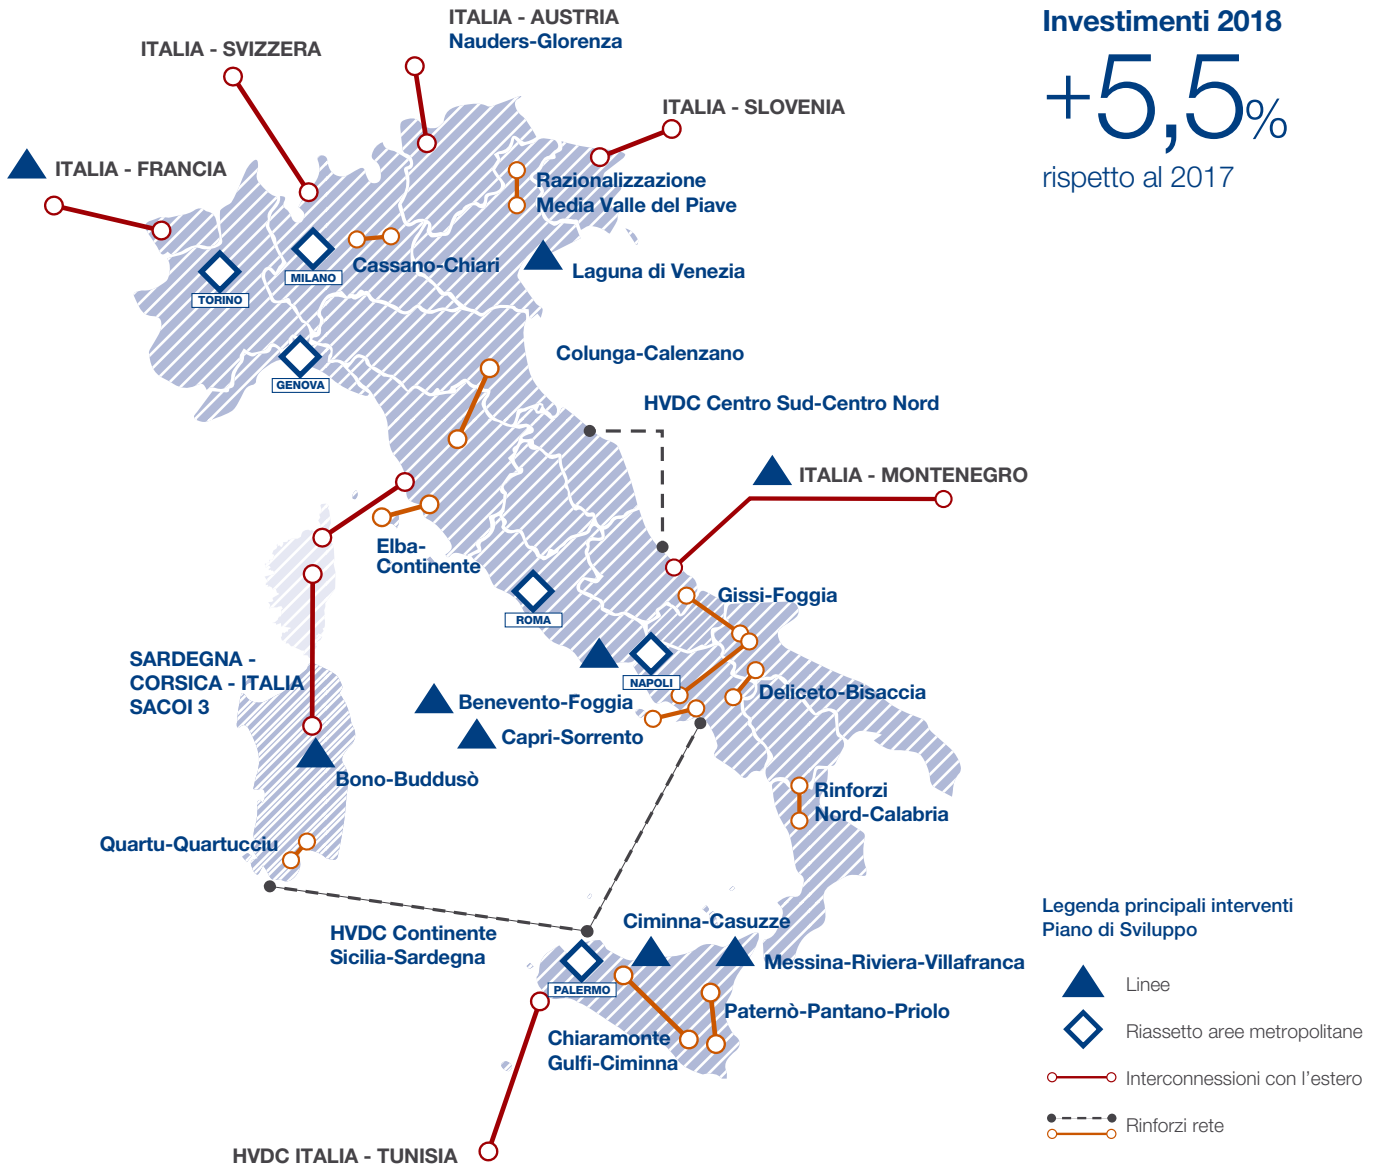 ITALIA - AUSTRIA
Nauders-Glorenza
Investimenti 2018
+5,5%
rispetto al 2017
ITALIA - SVIZZERA
ITALIA - SLOVENIA
ITALIA - FRANCIA
Razionalizzazione
Media Valle del Piave
Cassano-Chiari
Laguna di Venezia
MILANO
TORINO
GENOVA
Colunga-Calenzano
HVDC Centro Sud-Centro Nord
ITALIA - MONTENEGRO
Elba-
Continente
Gissi-Foggia
ROMA
SARDEGNA -
CORSICA - ITALIA
SACOI 3
NAPOLI
Deliceto-Bisaccia
Benevento-Foggia
Capri-Sorrento
Bono-Buddusò
Rinforzi
Nord-Calabria
Quartu-Quartucciu
HVDC Continente
Sicilia-Sardegna
Ciminna-Casuzze
Messina-Riviera-Villafranca
PALERMO
Paternò-Pantano-Priolo
Chiaramonte
Gulfi-Ciminna
HVDC ITALIA - TUNISIA
Legenda principali interventi
Piano di Sviluppo
Linee
Riassetto aree metropolitane
Interconnessioni con l'estero
Rinforzi rete